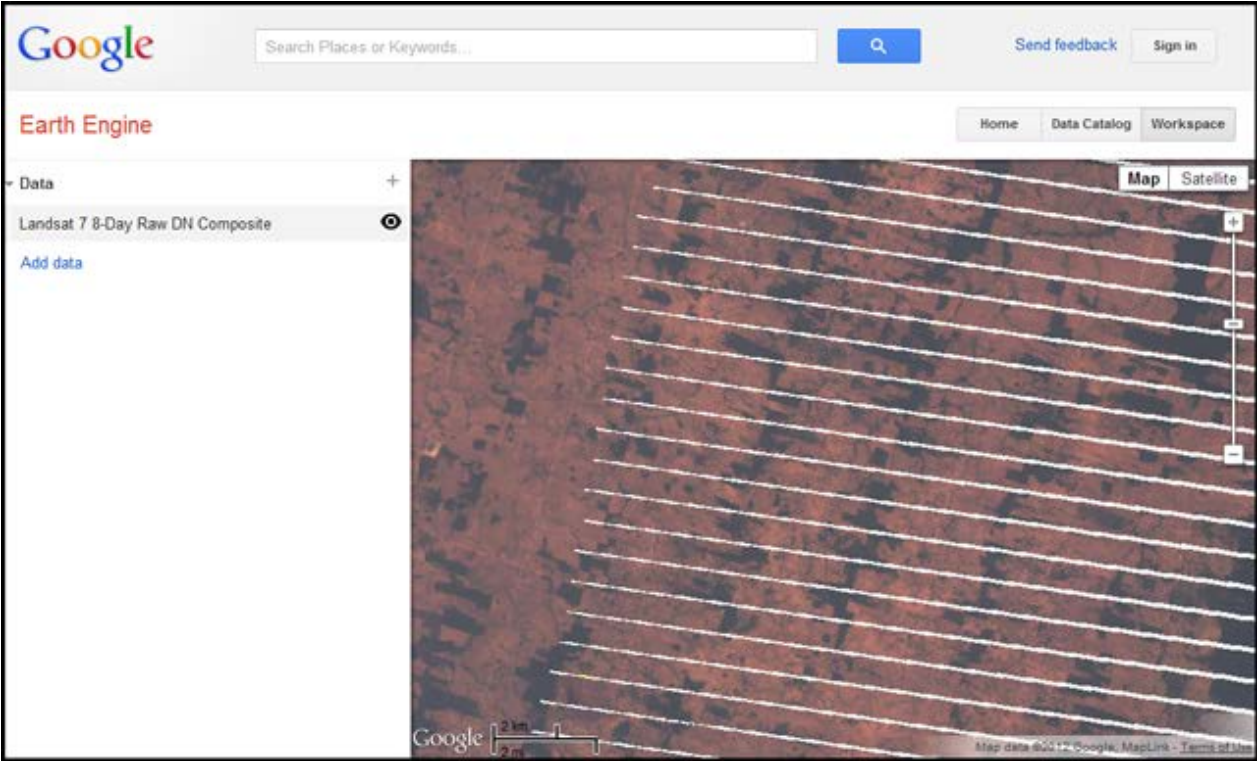 Google
Search Places or Keywords...
Send feedback
Sign in
Earth Engine
Home
Data Catalog
Workspace
Data
Landsat 7 8-Day Raw DN Composite
Add data
Map
Satellite
+
−
Google
2 km
2 mi
Map data ©2012 Google, MapLink - Terms of Use